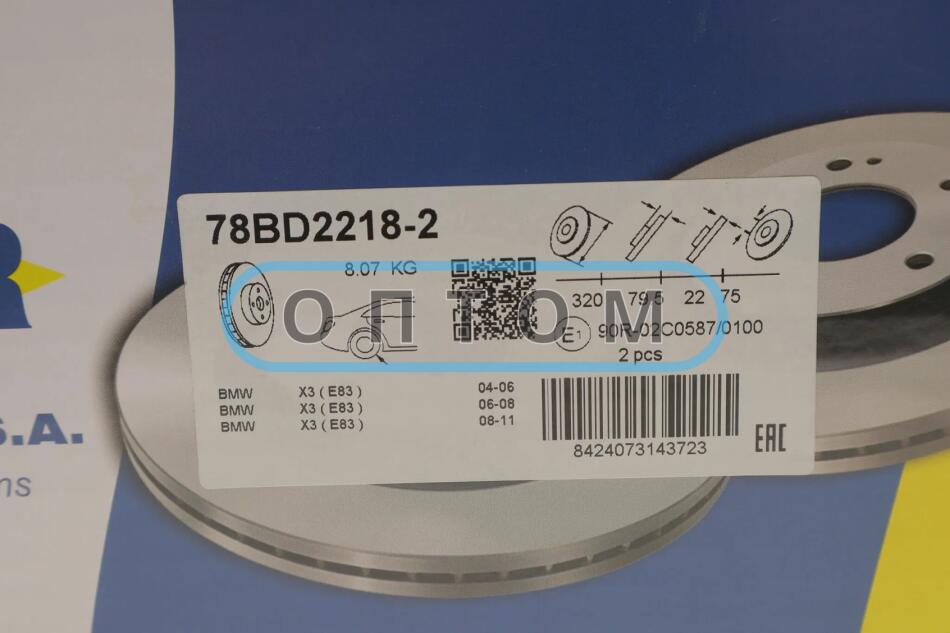 78BD2218-2
8.07 KG
ОПТОМ
320 79.5 22 75
E1 90R-02C0587/0100
2 pcs
BMW X3 ( E83 ) 04-06
BMW X3 ( E83 ) 06-08
BMW X3 ( E83 ) 08-11
8424073143723
EAC
S.A.
ns